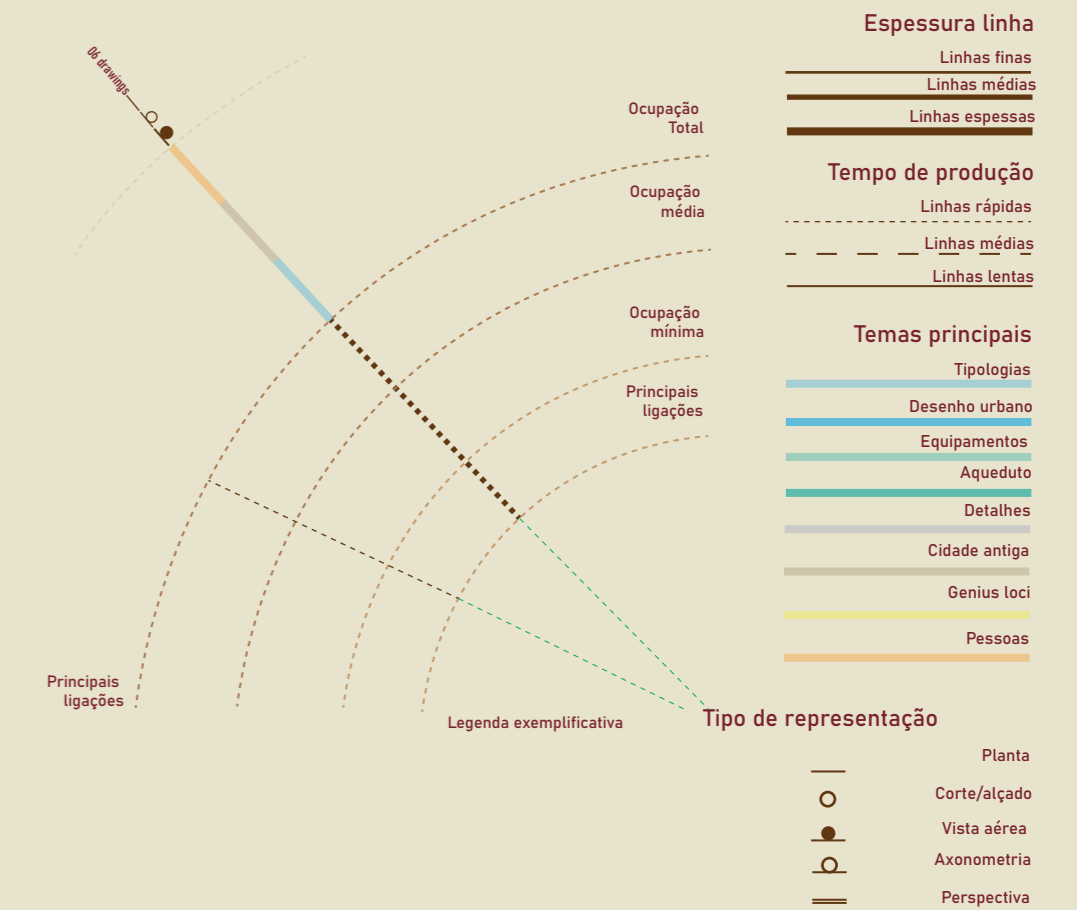 06 drawings
Ocupação
Total
Ocupação
média
Ocupação
mínima
Principais
ligações
Principais
ligações
Legenda exemplificativa
Espessura linha
Linhas finas
Linhas médias
Linhas espessas
Tempo de produção
Linhas rápidas
Linhas médias
Linhas lentas
Temas principais
Tipologias
Desenho urbano
Equipamentos
Aqueduto
Detalhes
Cidade antiga
Genius loci
Pessoas
Tipo de representação
Planta
Corte/alçado
Vista aérea
Axonometria
Perspectiva